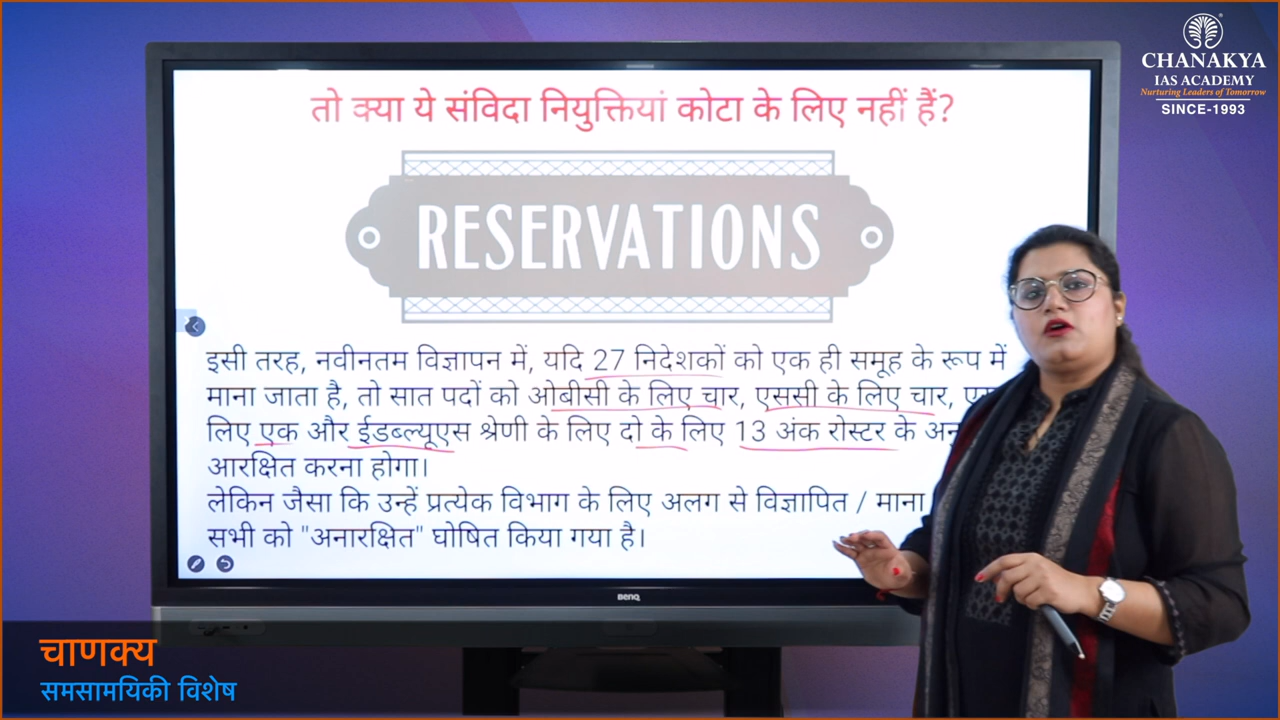 CHANAKYA
IAS ACADEMY
Nurturing Leaders of Tomorrow
SINCE-1993
तो क्या ये संविदा नियुक्तियां कोटा के लिए नहीं हैं?
RESERVATIONS
इसी तरह, नवीनतम विज्ञापन में, यदि 27 निदेशकों को एक ही समूह के रूप में
माना जाता है, तो सात पदों को ओबीसी के लिए चार, एससी के लिए चार,
लिए एक और ईडब्ल्यूएस श्रेणी के लिए दो के लिए 13 अंक रोस्टर के
आरक्षित करना होगा।
लेकिन जैसा कि उन्हें प्रत्येक विभाग के लिए अलग से विज्ञापित / माना
सभी को "अनारक्षित" घोषित किया गया है।
BenQ
चाणक्य
समसामयिकी विशेष